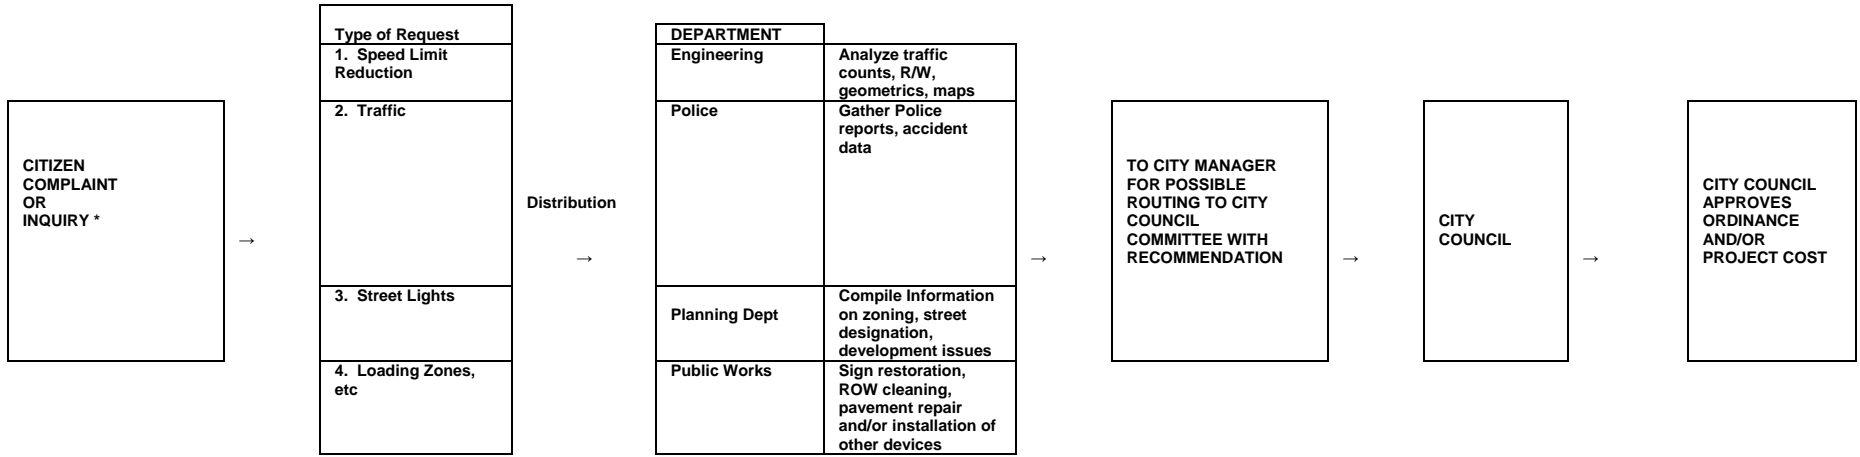 CITIZEN
COMPLAINT
OR
INQUIRY *
→
Type of Request
1. Speed Limit
Reduction
2. Traffic
3. Street Lights
4. Loading Zones,
etc
Distribution
→
DEPARTMENT
Engineering
Analyze traffic
counts, R/W,
geometrics, maps
Police
Gather Police
reports, accident
data
Planning Dept
Compile Information
on zoning, street
designation,
development issues
Public Works
Sign restoration,
ROW cleaning,
pavement repair
and/or installation of
other devices
→
TO CITY MANAGER
FOR POSSIBLE
ROUTING TO CITY
COUNCIL
COMMITTEE WITH
RECOMMENDATION
→
CITY
COUNCIL
→
CITY COUNCIL
APPROVES
ORDINANCE
AND/OR
PROJECT COST